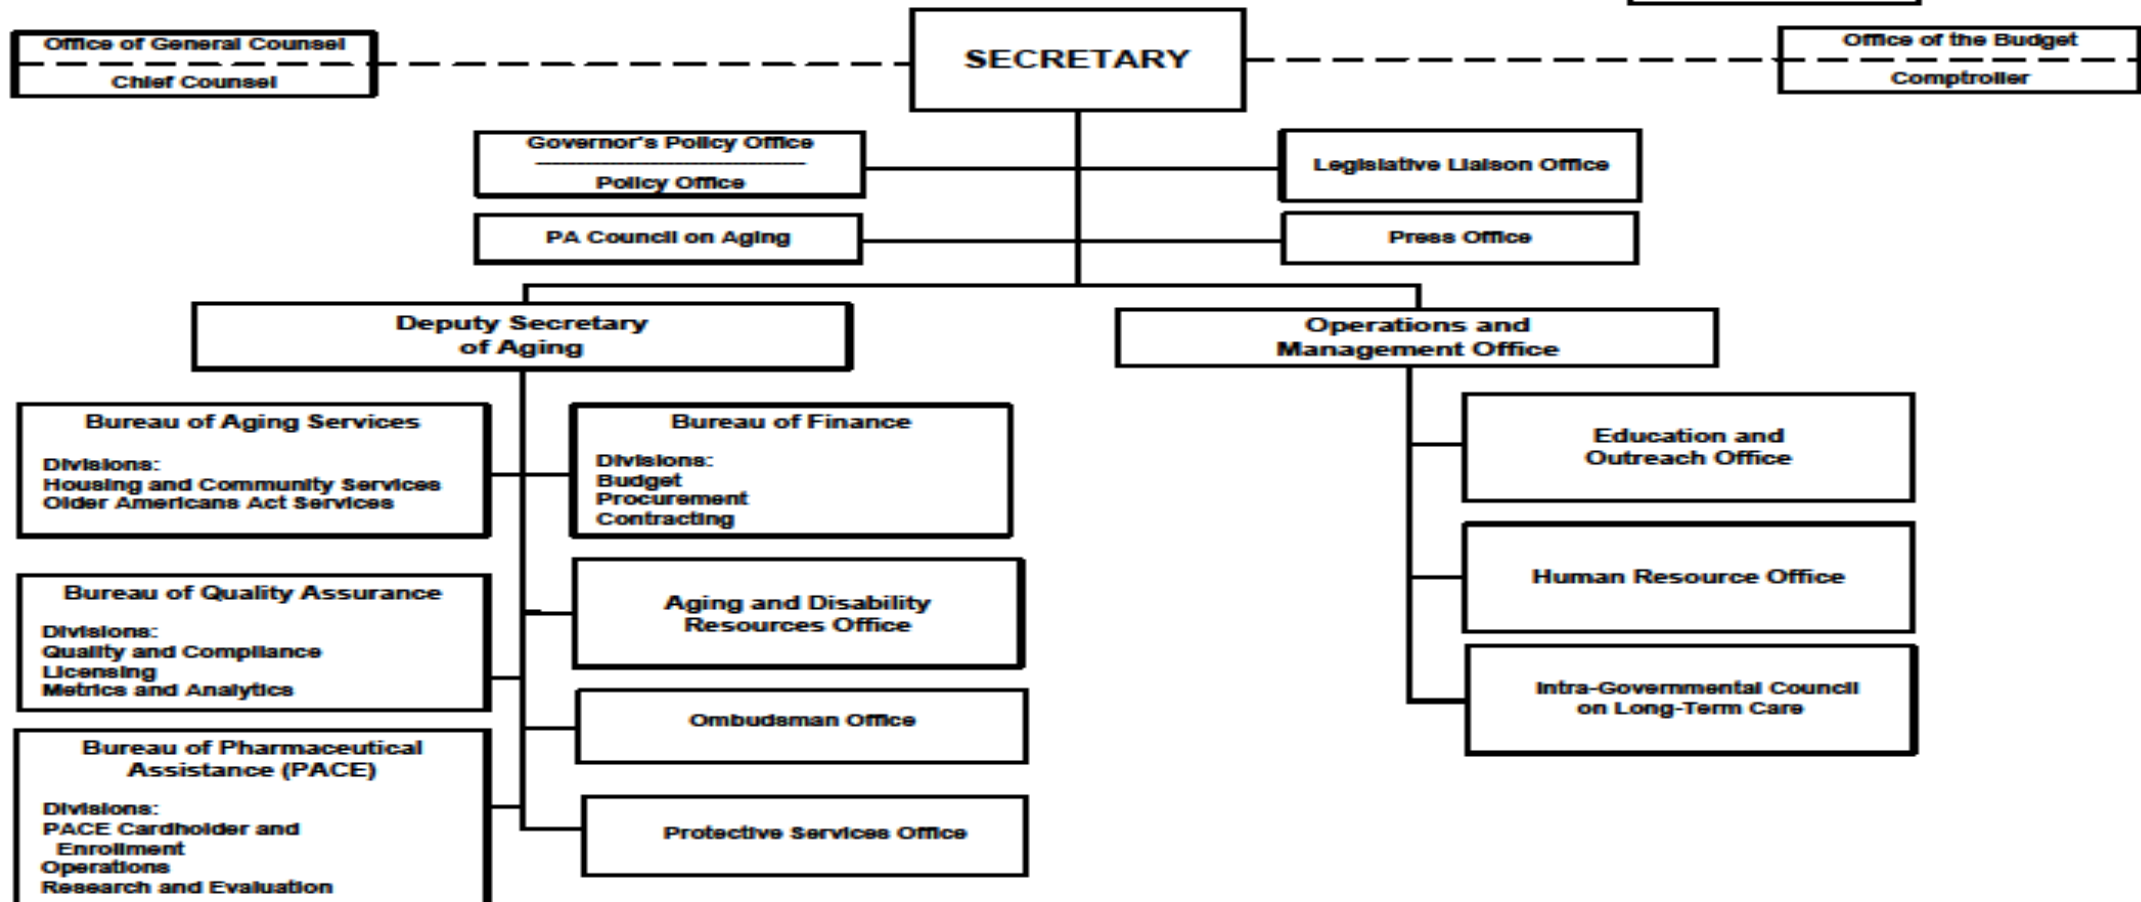 Office of General Counsel
Chief Counsel
SECRETARY
Office of the Budget
Comptroller
Governor's Policy Office
Policy Office
Legislative Liaison Office
PA Council on Aging
Press Office
Deputy Secretary
of Aging
Operations and
Management Office
Bureau of Aging Services
Divisions:
Housing and Community Services
Older Americans Act Services
Bureau of Finance
Divisions:
Budget
Procurement
Contracting
Education and
Outreach Office
Bureau of Quality Assurance
Divisions:
Quality and Compliance
Licensing
Metrics and Analytics
Aging and Disability
Resources Office
Human Resource Office
Ombudsman Office
Intra-Governmental Council
on Long-Term Care
Bureau of Pharmaceutical
Assistance (PACE)
Divisions:
PACE Cardholder and
Enrollment
Operations
Research and Evaluation
Protective Services Office